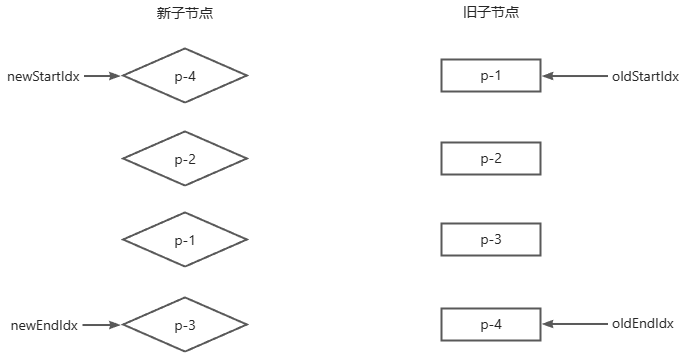 新子节点 旧子节点
newStartIdx p-4 p-1 oldStartIdx
p-2 p-2
p-1 p-3
newEndIdx p-3 p-4 oldEndIdx